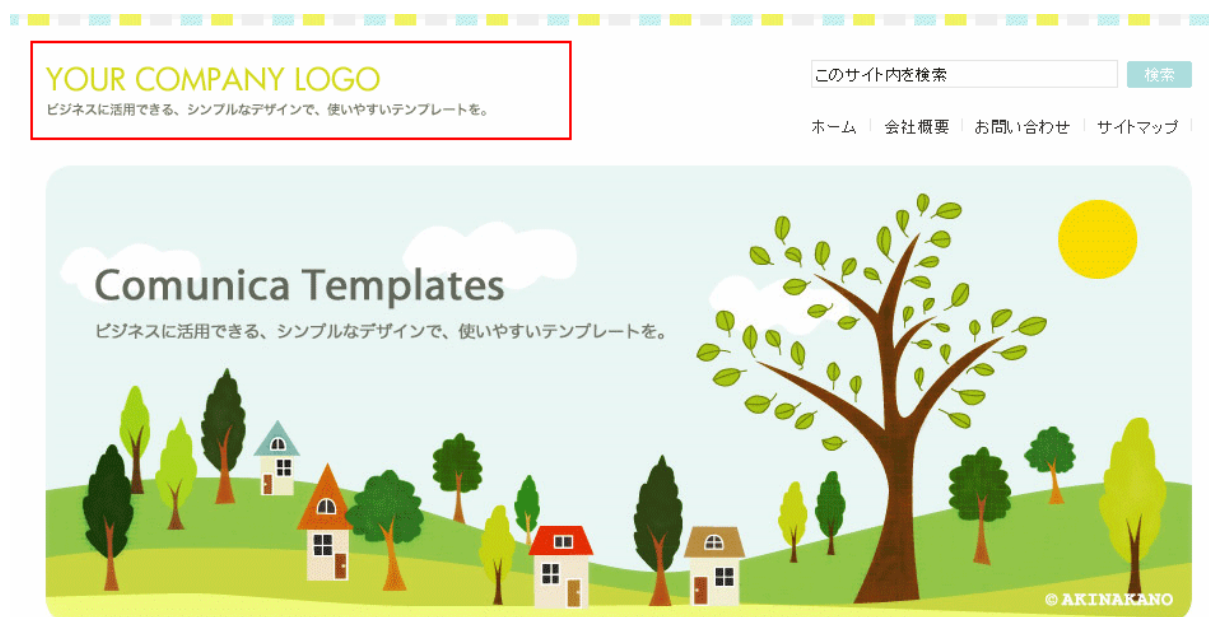 YOUR COMPANY LOGO
ビジネスに活用できる、シンプルなデザインで、使いやすいテンプレートを。
このサイト内を検索
検索
ホーム
会社概要
お問い合わせ
サイトマップ
Comunica Templates
ビジネスに活用できる、シンプルなデザインで、使いやすいテンプレートを。
© AKINAKANO